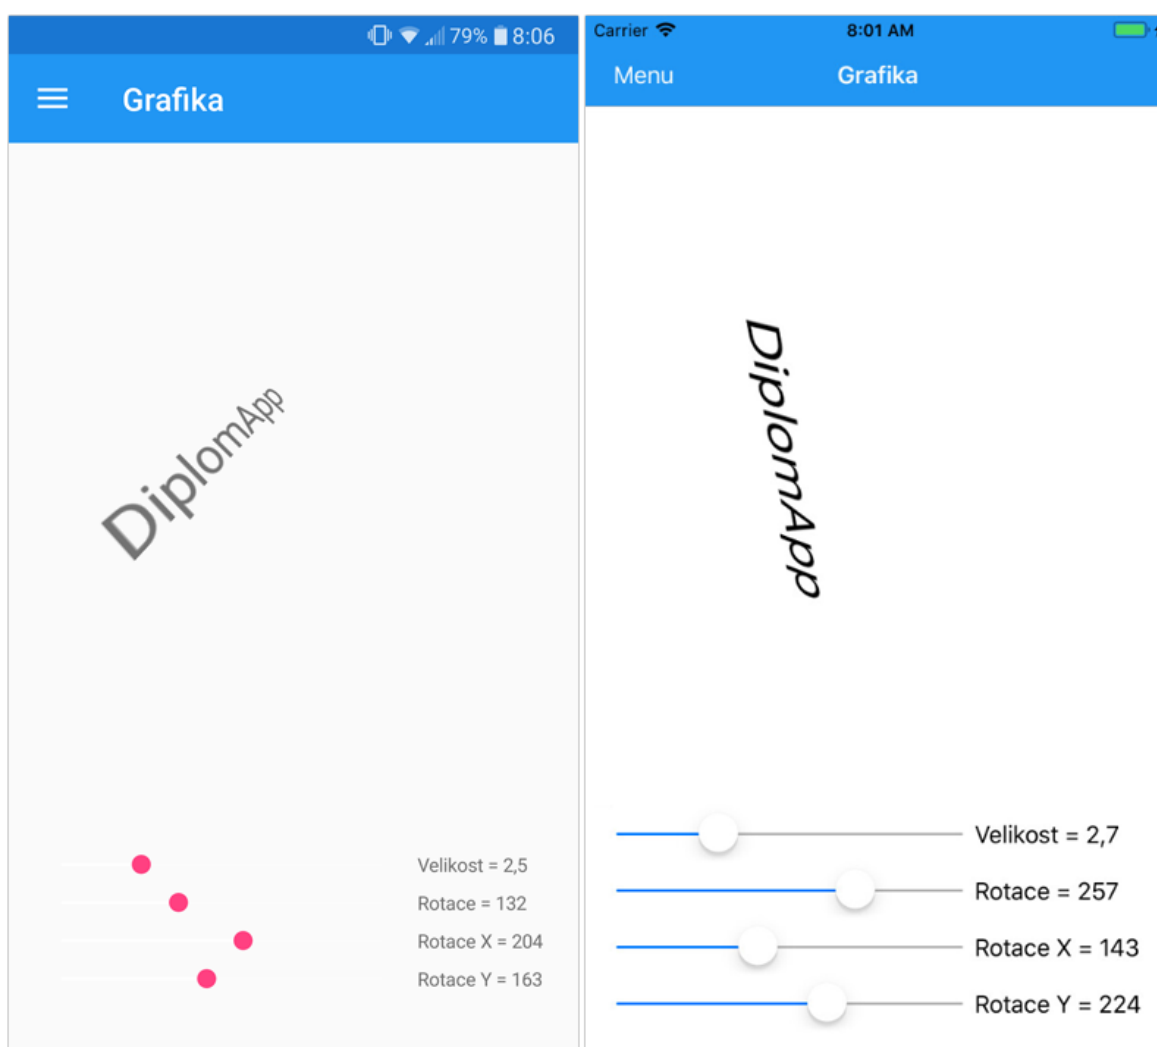 79% 8:06
Grafika
DiplomApp
Velikost = 2,5
Rotace = 132
Rotace X = 204
Rotace Y = 163
Carrier 8:01 AM
Menu Grafika
DiplomApp
Velikost = 2,7
Rotace = 257
Rotace X = 143
Rotace Y = 224